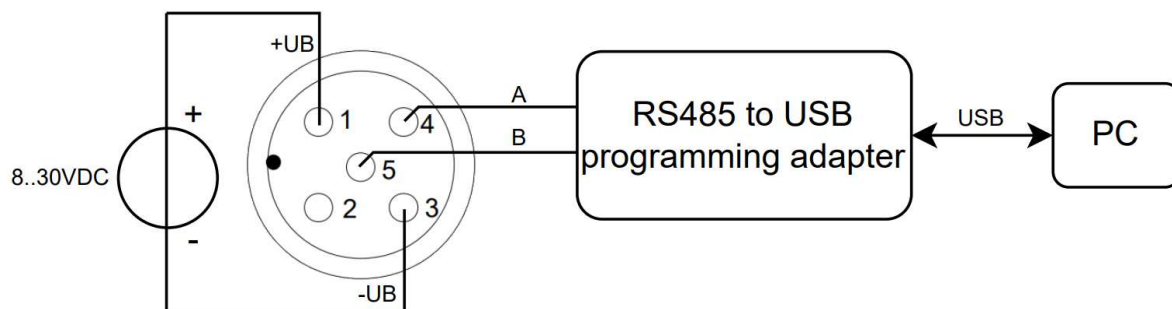 +UB
+
8..30VDC
-
1
4
5
2
3
-UB
A
B
RS485 to USB
programming adapter
USB
PC